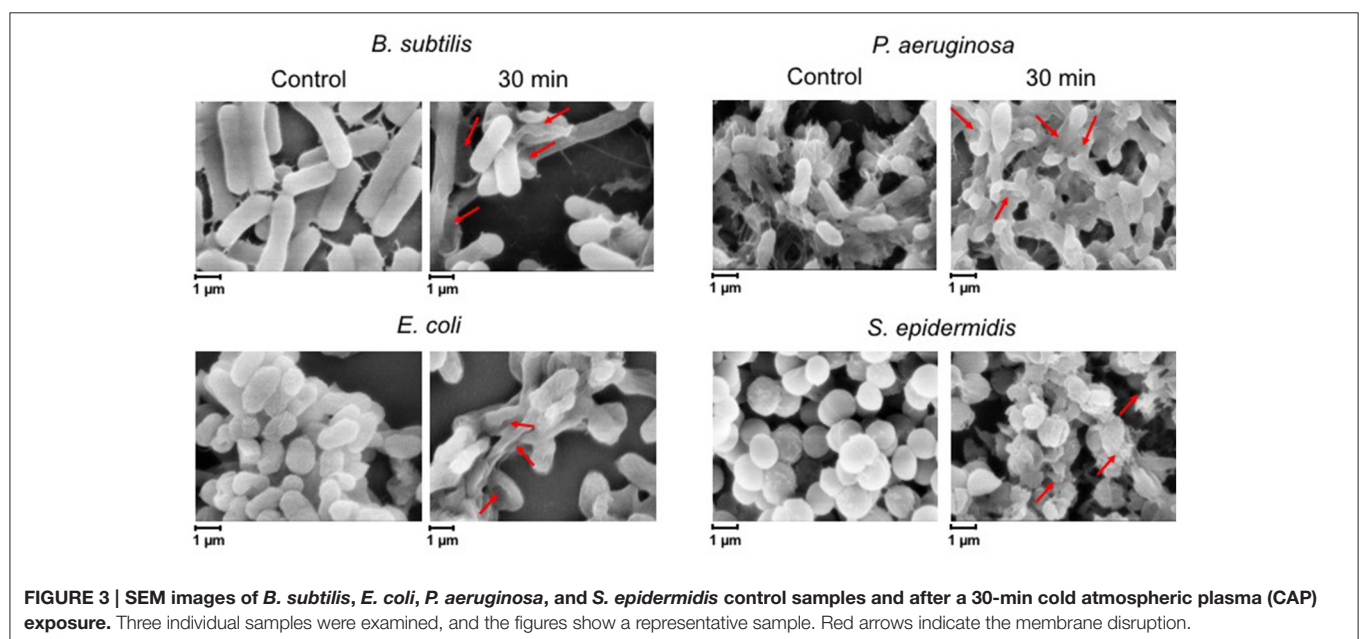 B. subtilis
Control 30 min
1 µm 1 µm
P. aeruginosa
Control 30 min
1 µm 1 µm
E. coli
1 µm 1 µm
S. epidermidis
1 µm 1 µm
FIGURE 3 | SEM images of B. subtilis, E. coli, P. aeruginosa, and S. epidermidis control samples and after a 30-min cold atmospheric plasma (CAP)
exposure. Three individual samples were examined, and the figures show a representative sample. Red arrows indicate the membrane disruption.